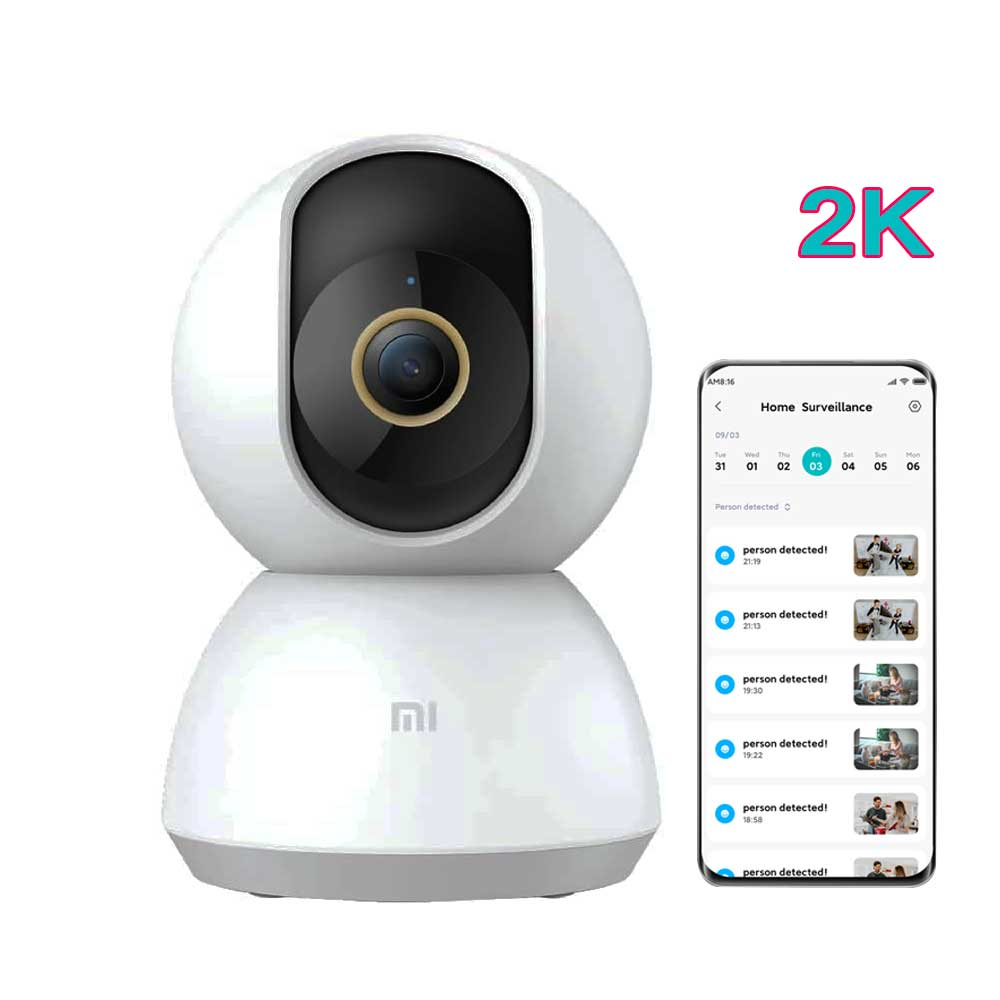 2K
AM8:16
Home Surveillance
09/03
Tue Wed Thu Fri Sat Sun Mon
31 01 02 03 04 05 06
Person detected
person detected!
21:19
person detected!
21:13
person detected!
19:30
person detected!
19:22
person detected!
18:58
person detected!
mi